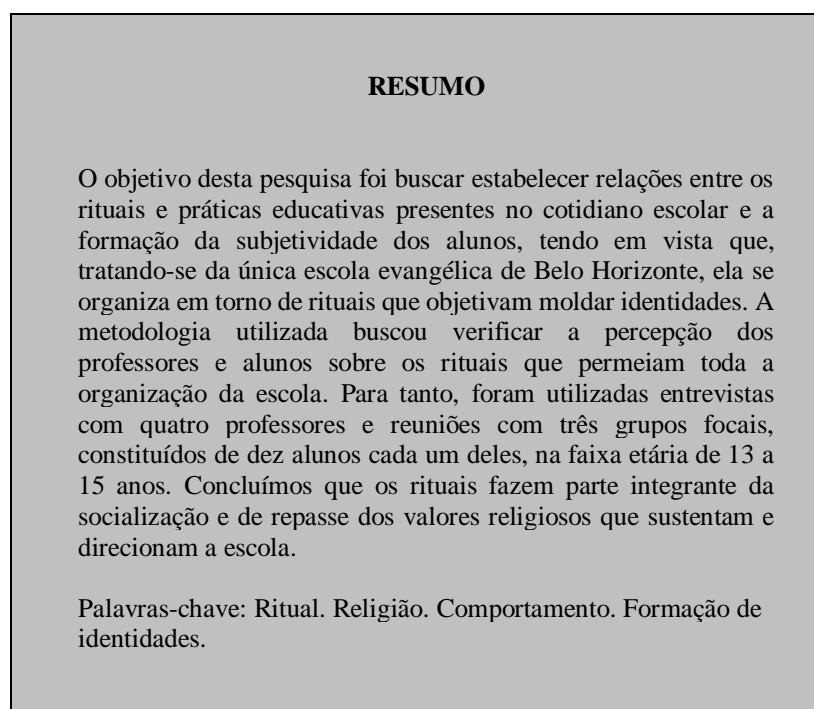 RESUMO
O objetivo desta pesquisa foi buscar estabelecer relações entre os
rituais e práticas educativas presentes no cotidiano escolar e a
formação da subjetividade dos alunos, tendo em vista que,
tratando-se da única escola evangélica de Belo Horizonte, ela se
organiza em torno de rituais que objetivam moldar identidades. A
metodologia utilizada buscou verificar a percepção dos
professores e alunos sobre os rituais que permeiam toda a
organização da escola. Para tanto, foram utilizadas entrevistas
com quatro professores e reuniões com três grupos focais,
constituídos de dez alunos cada um deles, na faixa etária de 13 a
15 anos. Concluímos que os rituais fazem parte integrante da
socialização e de repasse dos valores religiosos que sustentam e
direcionam a escola.
Palavras-chave: Ritual. Religião. Comportamento. Formação de
identidades.